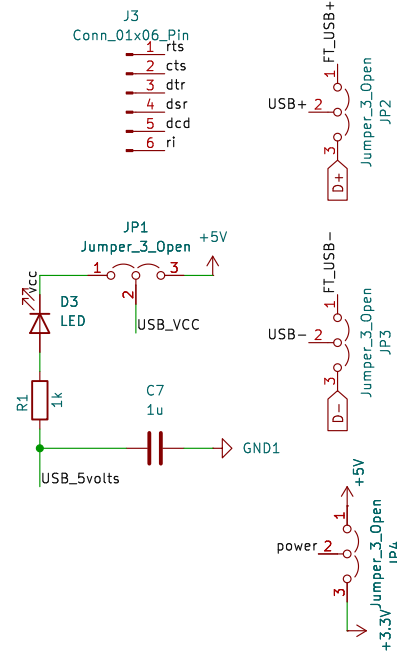 J3
Conn_01x06_Pin
1 rts
2 cts
3 dtr
4 dsr
5 dcd
6 ri
FT_USB+
1
USB+ 2
3
D+
Jumper_3_Open
JP2
JP1
Jumper_3_Open
+5V
1 3
2
USB_VCC
Vcc
D3
LED
R1
1k
C7
1u
GND1
USB_5volts
FT_USB-
1
USB- 2
3
D-
Jumper_3_Open
JP3
+5V
1
power 2
3
Jumper_3_Open
JP4
+3.3V